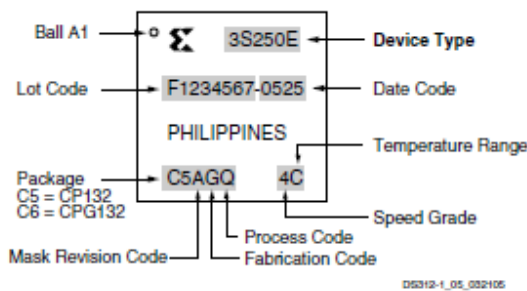 Ball A1
3S250E
Device Type
Lot Code
F1234567-0525
Date Code
PHILIPPINES
Temperature Range
Package
C5 = CP132
C6 = CPG132
C5AGQ
4C
Speed Grade
Process Code
Mask Revision Code
Fabrication Code
DS312-1_05_032105